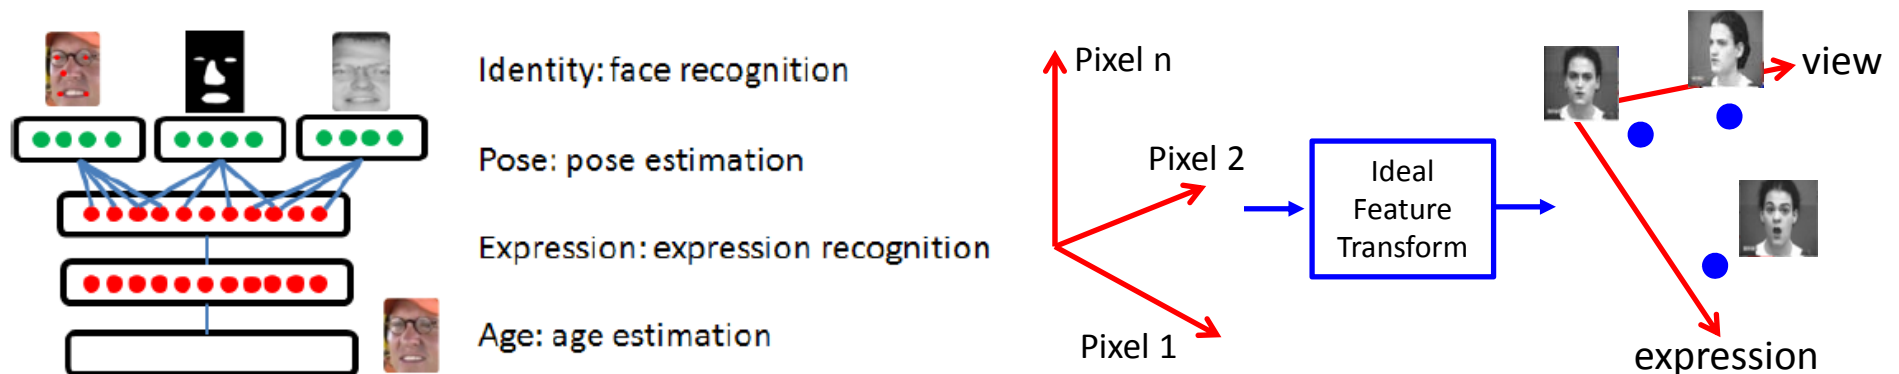 Identity: face recognition
Pose: pose estimation
Expression: expression recognition
Age: age estimation
Pixel n
Pixel 2
Pixel 1
Ideal
Feature
Transform
view
expression